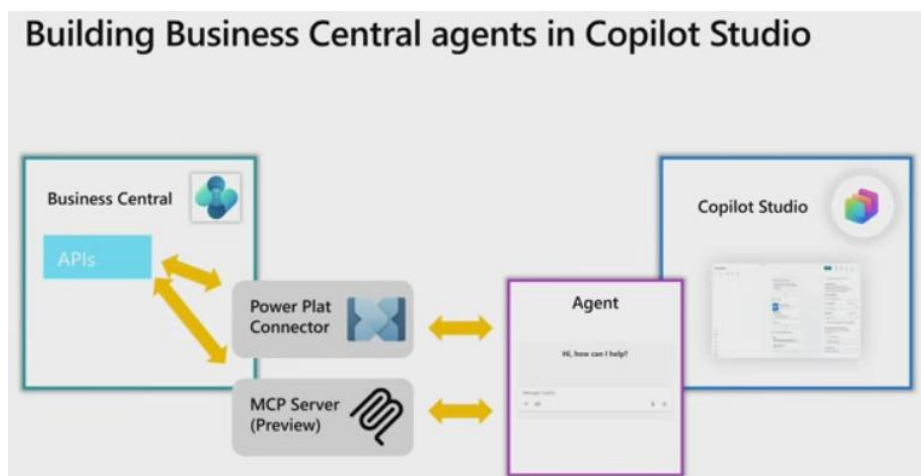 Building Business Central agents in Copilot Studio
Business Central
APIs
Power Plat
Connector
MCP Server
(Preview)
Agent
Hi, how can I help?
Copilot Studio